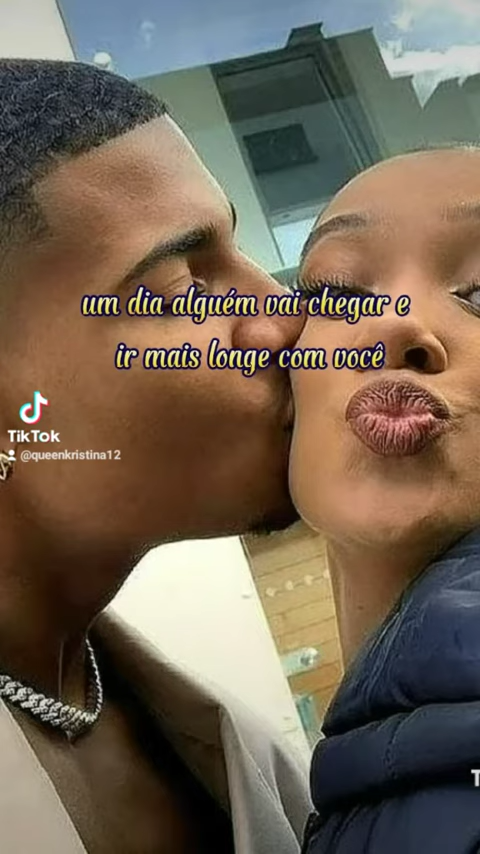 um dia alguém vai chegar e
ir mais longe com você
TikTok
@queenkristina12